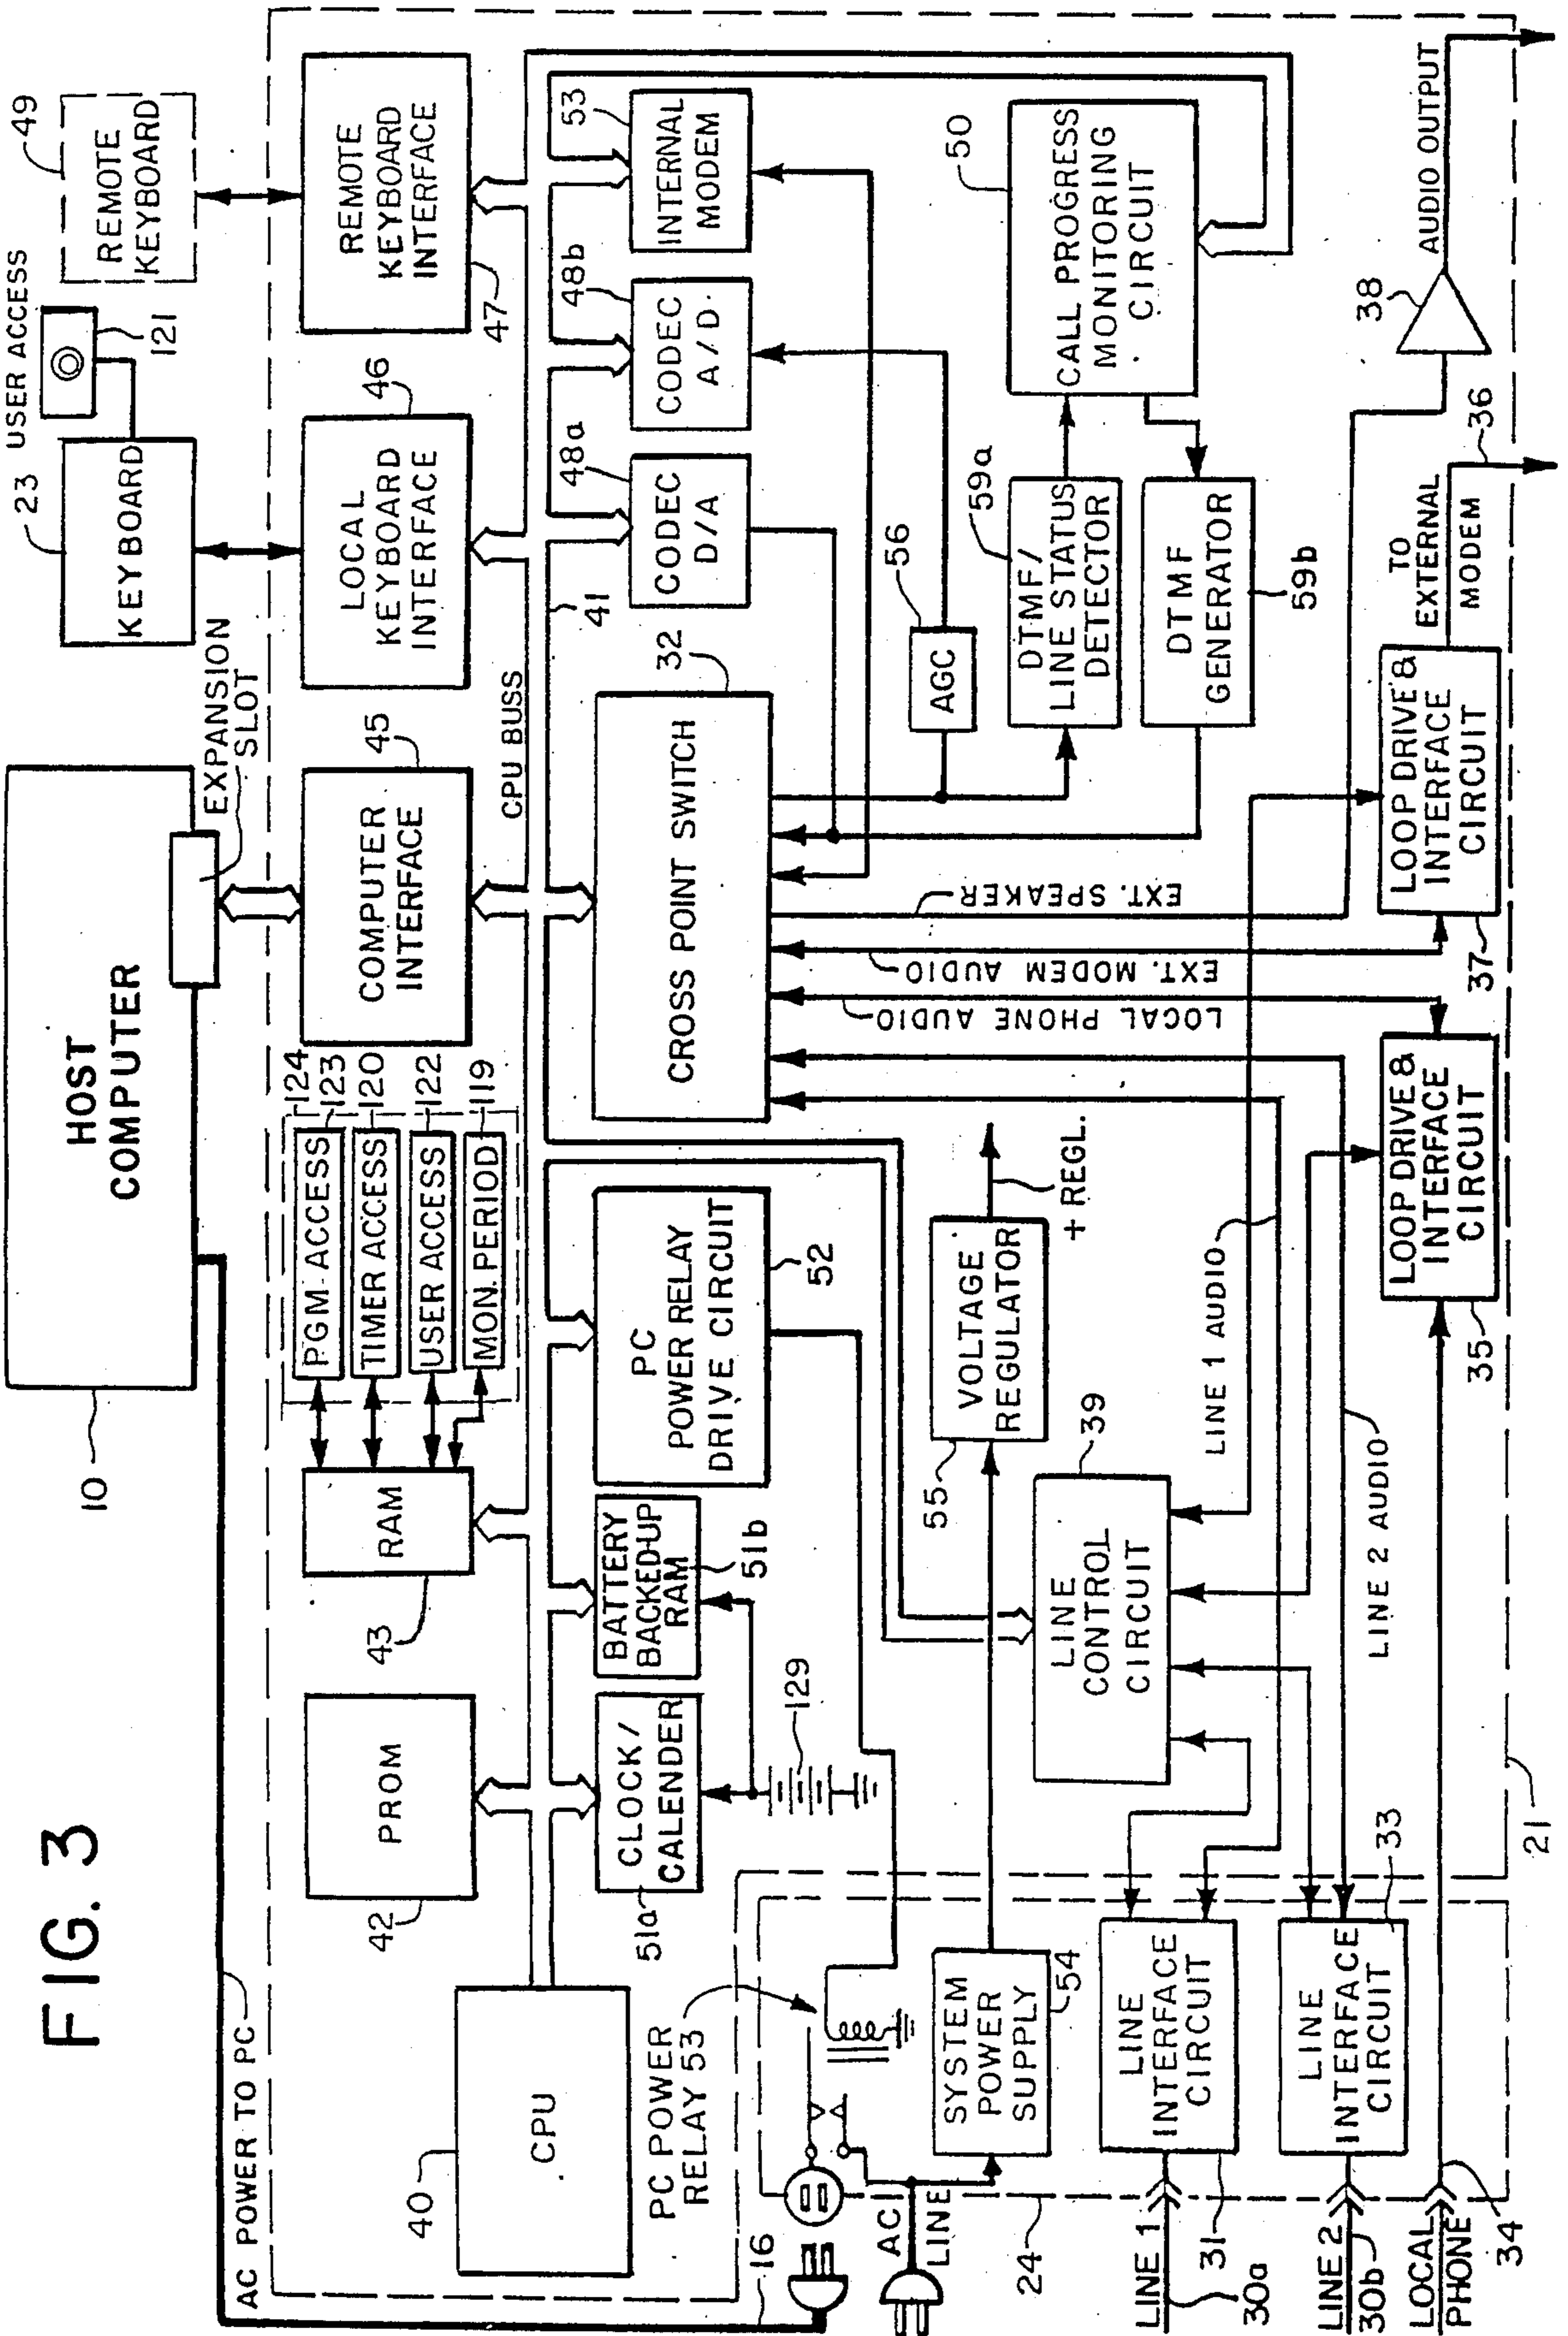 FIG. 3
HOST
COMPUTER
10
EXPANSION
SLOT
AC POWER TO PC
16
USER ACCESS
121
23
KEYBOARD
49
REMOTE
KEYBOARD
40
CPU
42
PROM
43
RAM
124
PGM ACCESS
123
TIMER ACCESS
120
USER ACCESS
122
MON. PERIOD
119
45
COMPUTER
INTERFACE
46
LOCAL
KEYBOARD
INTERFACE
47
REMOTE
KEYBOARD
INTERFACE
CPU BUSS
41
51a
CLOCK/
CALENDER
BATTERY
BACKED-UP
RAM
51b
129
PC
POWER RELAY
DRIVE CIRCUIT
52
CROSS POINT SWITCH
32
48a
CODEC
D/A
48b
CODEC
A/D
53
INTERNAL
MODEM
PC POWER
RELAY 53
AC
LINE
SYSTEM
POWER
SUPPLY
54
55
VOLTAGE
REGULATOR
+ REGL.
56
AGC
59a
DTMF/
LINE STATUS
DETECTOR
DTMF
GENERATOR
59b
50
CALL PROGRESS
MONITORING
CIRCUIT
39
LINE
CONTROL
CIRCUIT
24
LINE 1
30a
31
LINE
INTERFACE
CIRCUIT
LINE 2
30b
33
LINE
INTERFACE
CIRCUIT
LOCAL
PHONE
34
21
LINE 1 AUDIO
LINE 2 AUDIO
LOCAL PHONE AUDIO
EXT. MODEM AUDIO
EXT. SPEAKER
35
LOOP DRIVE &
INTERFACE
CIRCUIT
37
LOOP DRIVE &
INTERFACE
CIRCUIT
TO
EXTERNAL
MODEM
36
38
AUDIO OUTPUT